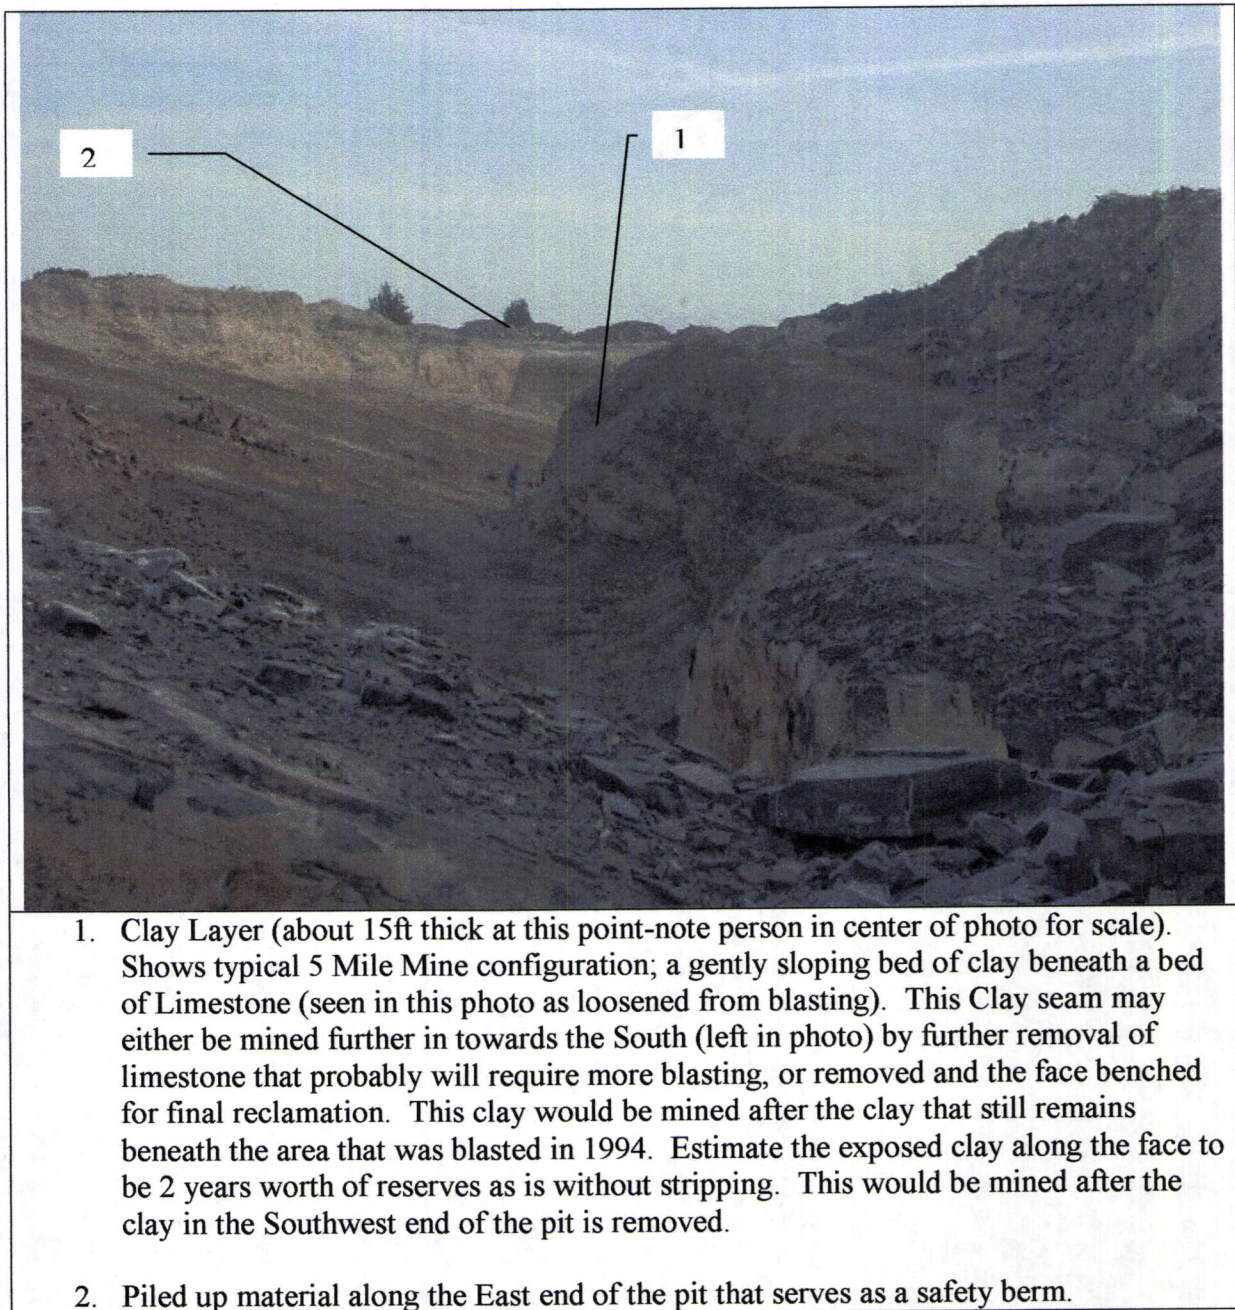 2
1
1. Clay Layer (about 15ft thick at this point-note person in center of photo for scale).
Shows typical 5 Mile Mine configuration; a gently sloping bed of clay beneath a bed
of Limestone (seen in this photo as loosened from blasting). This Clay seam may
either be mined further in towards the South (left in photo) by further removal of
limestone that probably will require more blasting, or removed and the face benched
for final reclamation. This clay would be mined after the clay that still remains
beneath the area that was blasted in 1994. Estimate the exposed clay along the face to
be 2 years worth of reserves as is without stripping. This would be mined after the
clay in the Southwest end of the pit is removed.
2. Piled up material along the East end of the pit that serves as a safety berm.